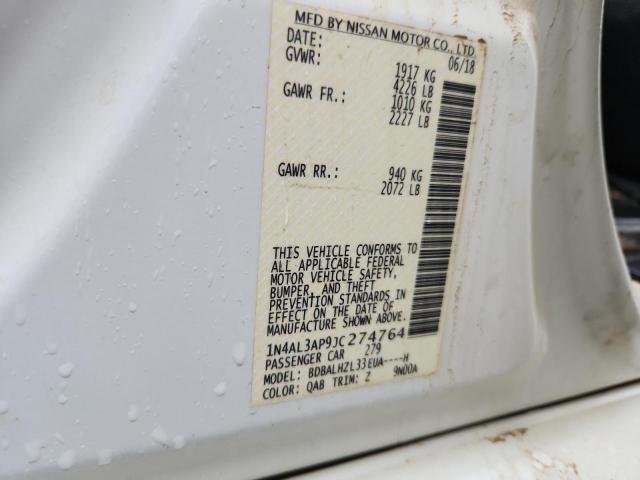 MFD BY NISSAN MOTOR CO., LTD.
DATE: 06/18
GVWR: 1917 KG
4226 LB
GAWR FR.: 1010 KG
2227 LB
GAWR RR.: 940 KG
2072 LB
THIS VEHICLE CONFORMS TO
ALL APPLICABLE FEDERAL
MOTOR VEHICLE SAFETY,
BUMPER, AND THEFT
PREVENTION STANDARDS IN
EFFECT ON THE DATE OF
MANUFACTURE SHOWN ABOVE.
1N4AL3AP9JC274764
PASSENGER CAR 279
MODEL: BDBALHZL33EUA----H
COLOR: QAB TRIM: Z 9N00A